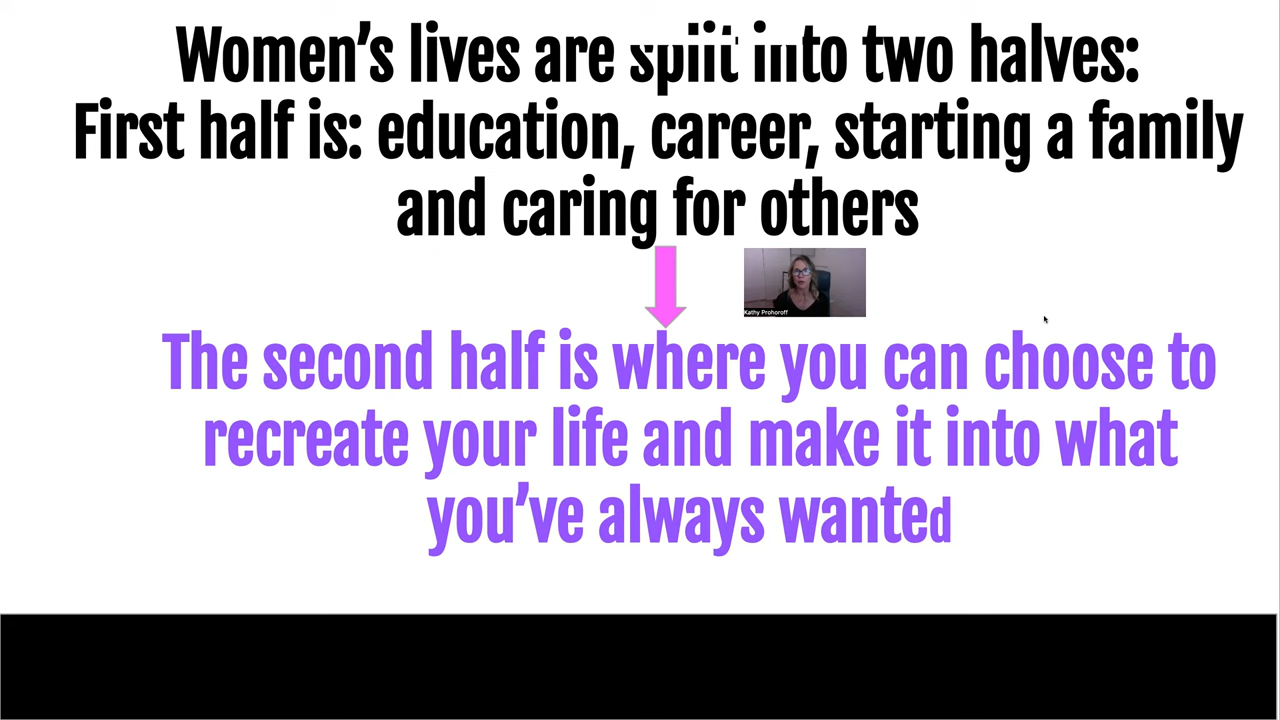 Women's lives are split into two halves:
First half is: education, career, starting a family
and caring for others
Kathy Prohoroff
The second half is where you can choose to
recreate your life and make it into what
you've always wanted